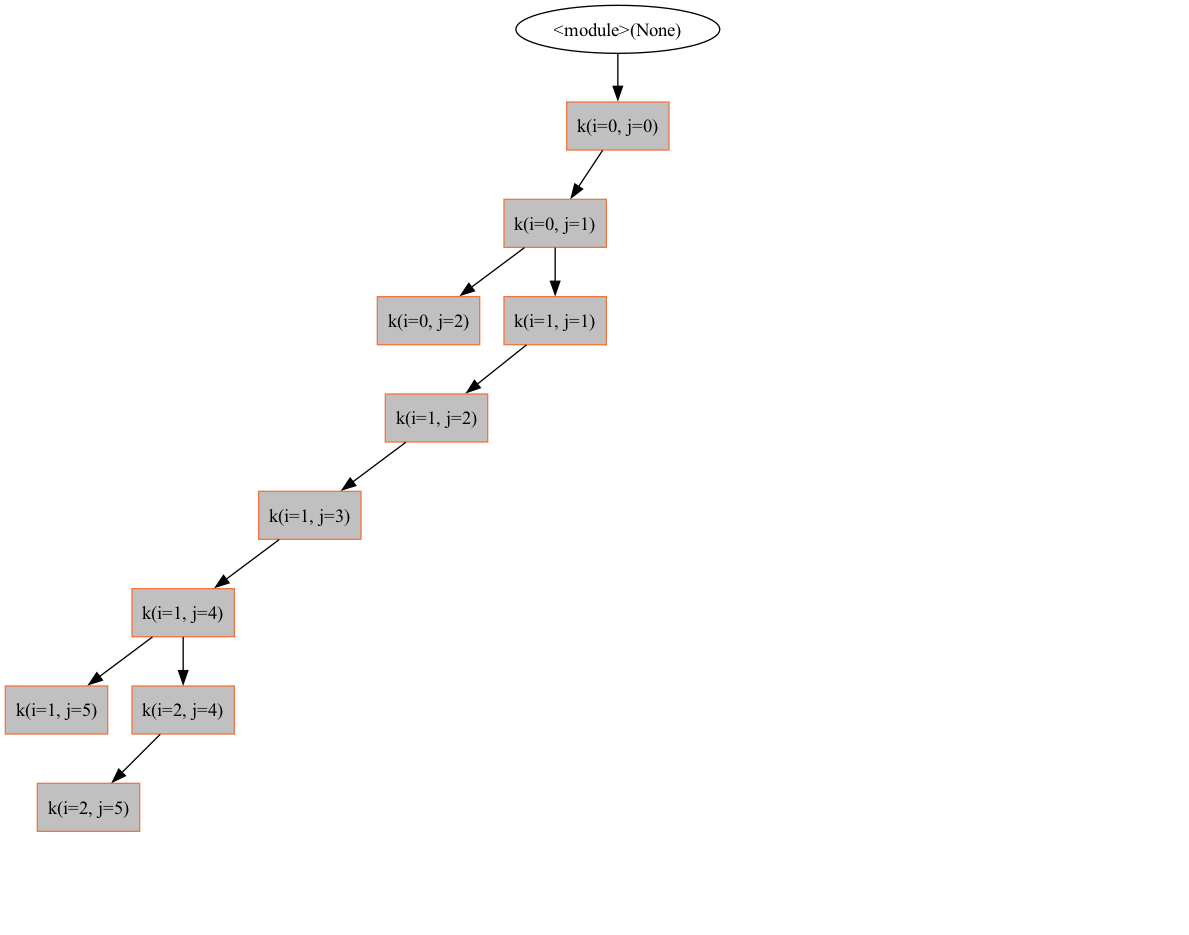 <module>(None)
k(i=0, j=0)
k(i=0, j=1)
k(i=0, j=2)
k(i=1, j=1)
k(i=1, j=2)
k(i=1, j=3)
k(i=1, j=4)
k(i=1, j=5)
k(i=2, j=4)
k(i=2, j=5)